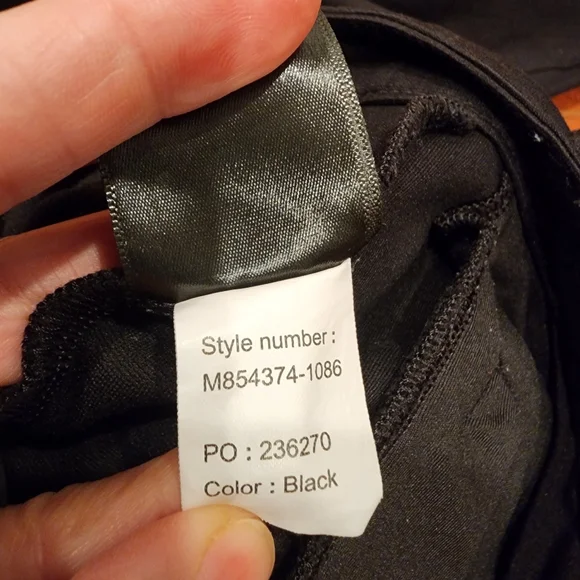 Style number:
M854374-1086
PO : 236270
Color : Black